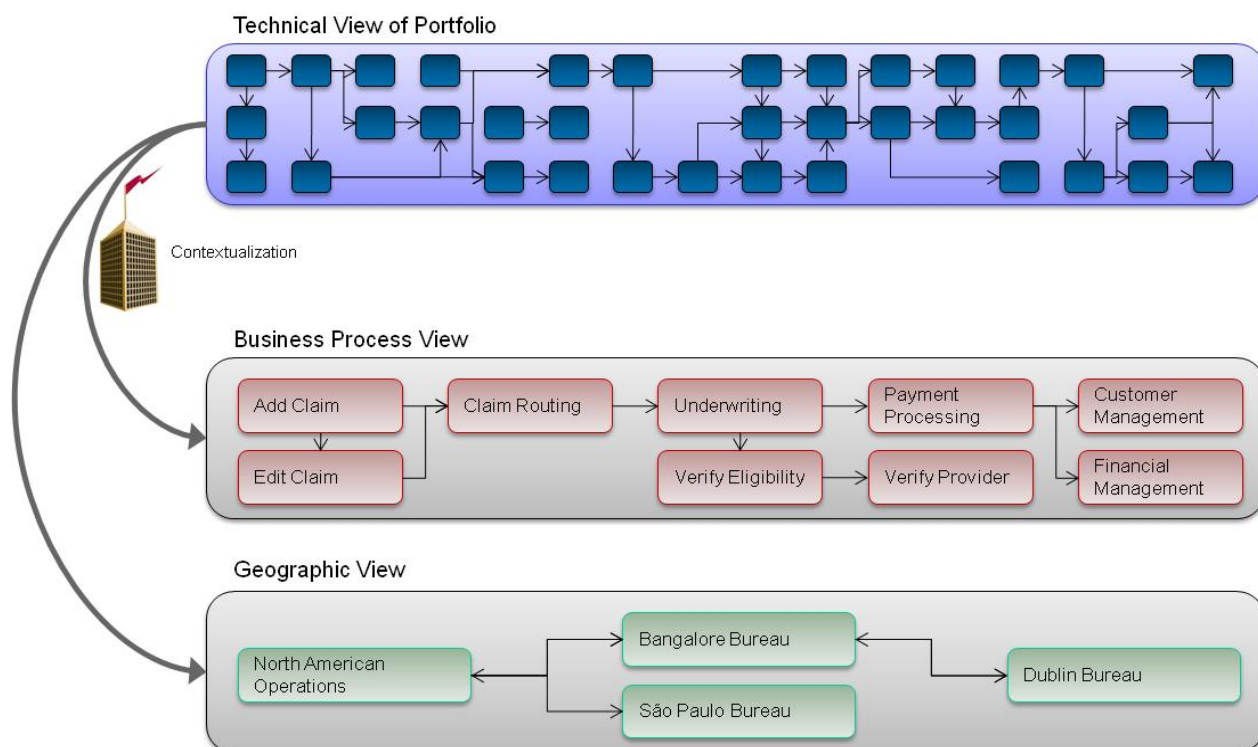 Technical View of Portfolio
Contextualization
Business Process View
Add Claim
Claim Routing
Underwriting
Payment
Processing
Customer
Management
Edit Claim
Verify Eligibility
Verify Provider
Financial
Management
Geographic View
North American
Operations
Bangalore Bureau
São Paulo Bureau
Dublin Bureau